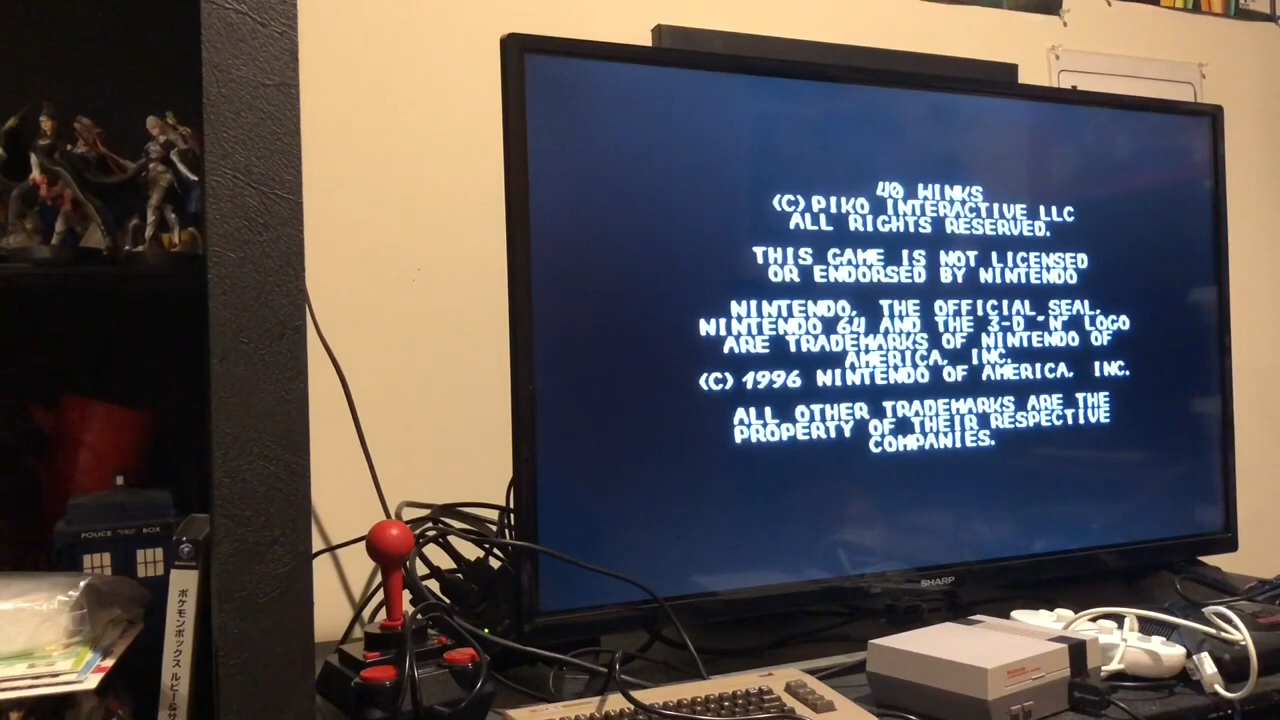 40 WINKS
(C) PIKO INTERACTIVE LLC
ALL RIGHTS RESERVED.
THIS GAME IS NOT LICENSED
OR ENDORSED BY NINTENDO
NINTENDO, THE OFFICIAL SEAL,
NINTENDO 64 AND THE 3-D "N" LOGO
ARE TRADEMARKS OF NINTENDO OF
AMERICA, INC.
(C) 1996 NINTENDO OF AMERICA, INC.
ALL OTHER TRADEMARKS ARE THE
PROPERTY OF THEIR RESPECTIVE
COMPANIES.
SHARP
POLICE BOX
ポケモンボックス ルビー&サ
Nintendo